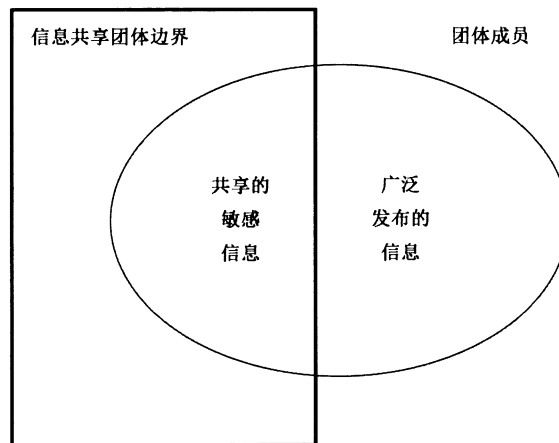 信息共享团体边界
团体成员
共享的
敏感
信息
广泛
发布的
信息